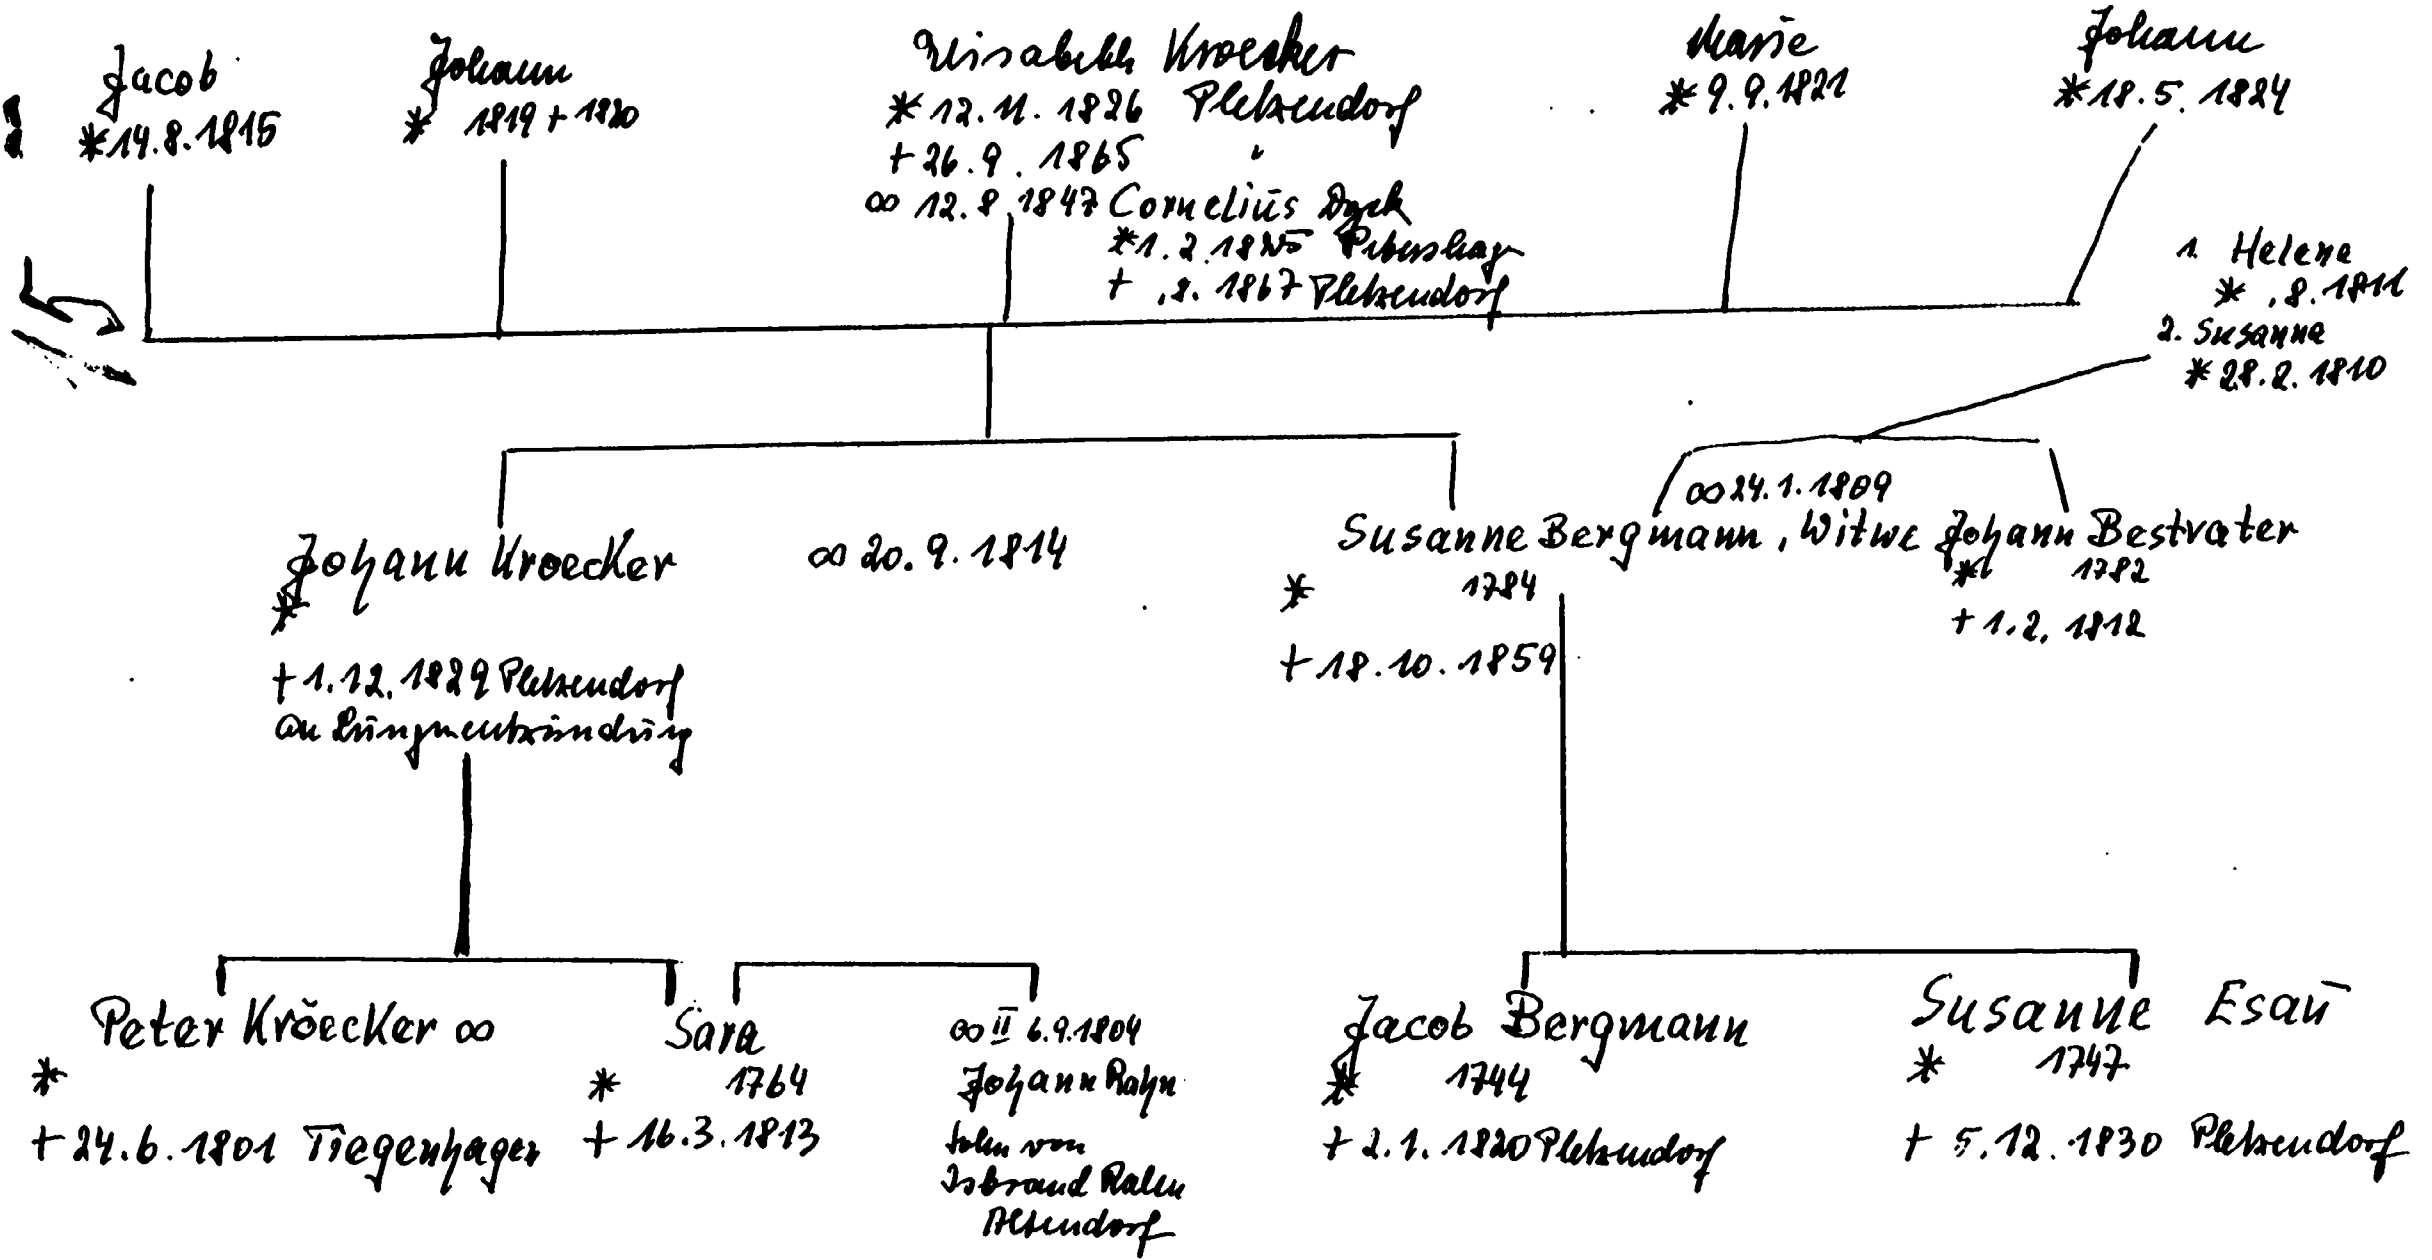 Jacob
*14.8.1815
Johann
* 1819 + 1820
Elisabeth Kroecker
* 12.11.1826 Pletzendorf
+ 26.9.1865 "
∞ 12.8.1847 Cornelius Dyck
*1.2.1825 Petershag
+ .8.1867 Pletzendorf
Marie
* 9.9.1821
Johann
*18.5.1824
1. Helene
* .8.1811
2. Susanne
* 28.2.1810
∞ 24.1.1809
Johann Kroecker ∞ 20.9.1814 Susanne Bergmann, Witwe Johann Bestvater
*
+ 1.12.1829 Pletzendorf
an Lungenentzündung
* 1784
+ 18.10.1859
* 1782
+ 1.2.1812
Peter Kröecker ∞ Sara
*
+ 24.6.1801 Tiegenhagen
* 1764
+ 16.3.1813
∞ II 6.9.1804
Johann Rahn
Sohn von
Isbrand Rahn
Altendorf
Jacob Bergmann
* 1744
+ 2.1.1820 Pletzendorf
Susanne Esau
* 1747
+ 5.12.1830 Pletzendorf